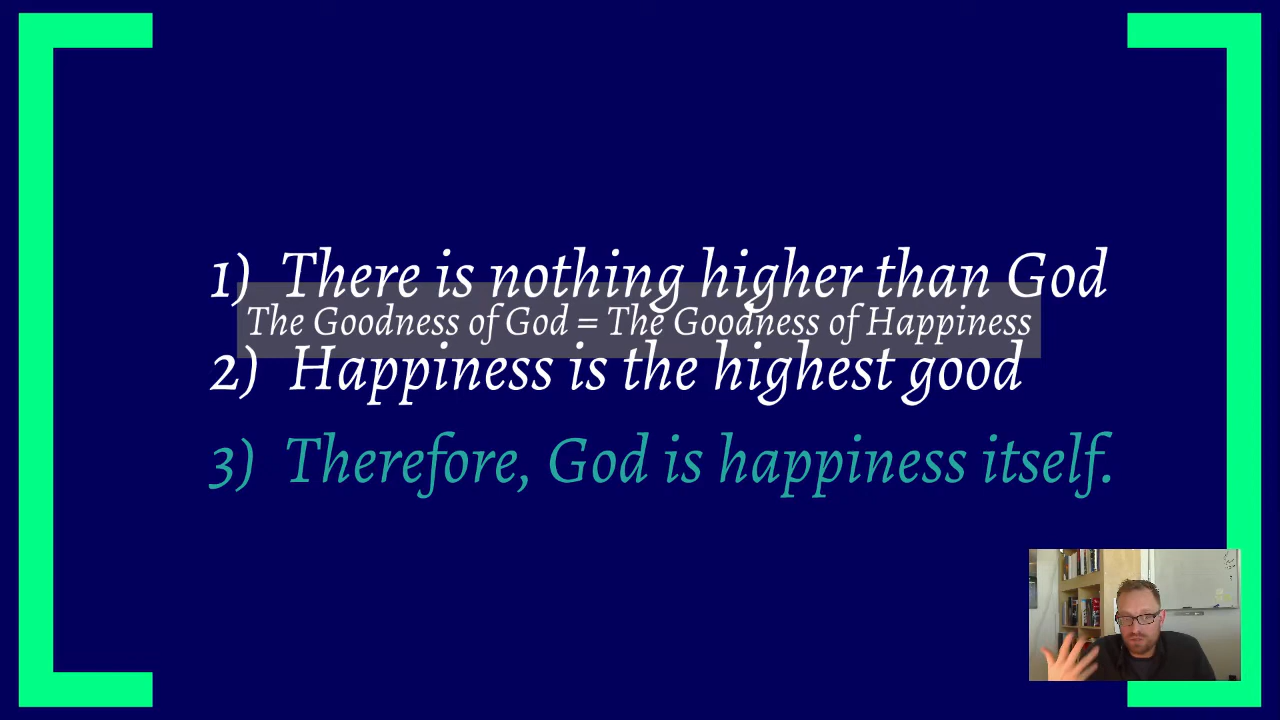 1) There is nothing higher than God
The Goodness of God = The Goodness of Happiness
2) Happiness is the highest good
3) Therefore, God is happiness itself.